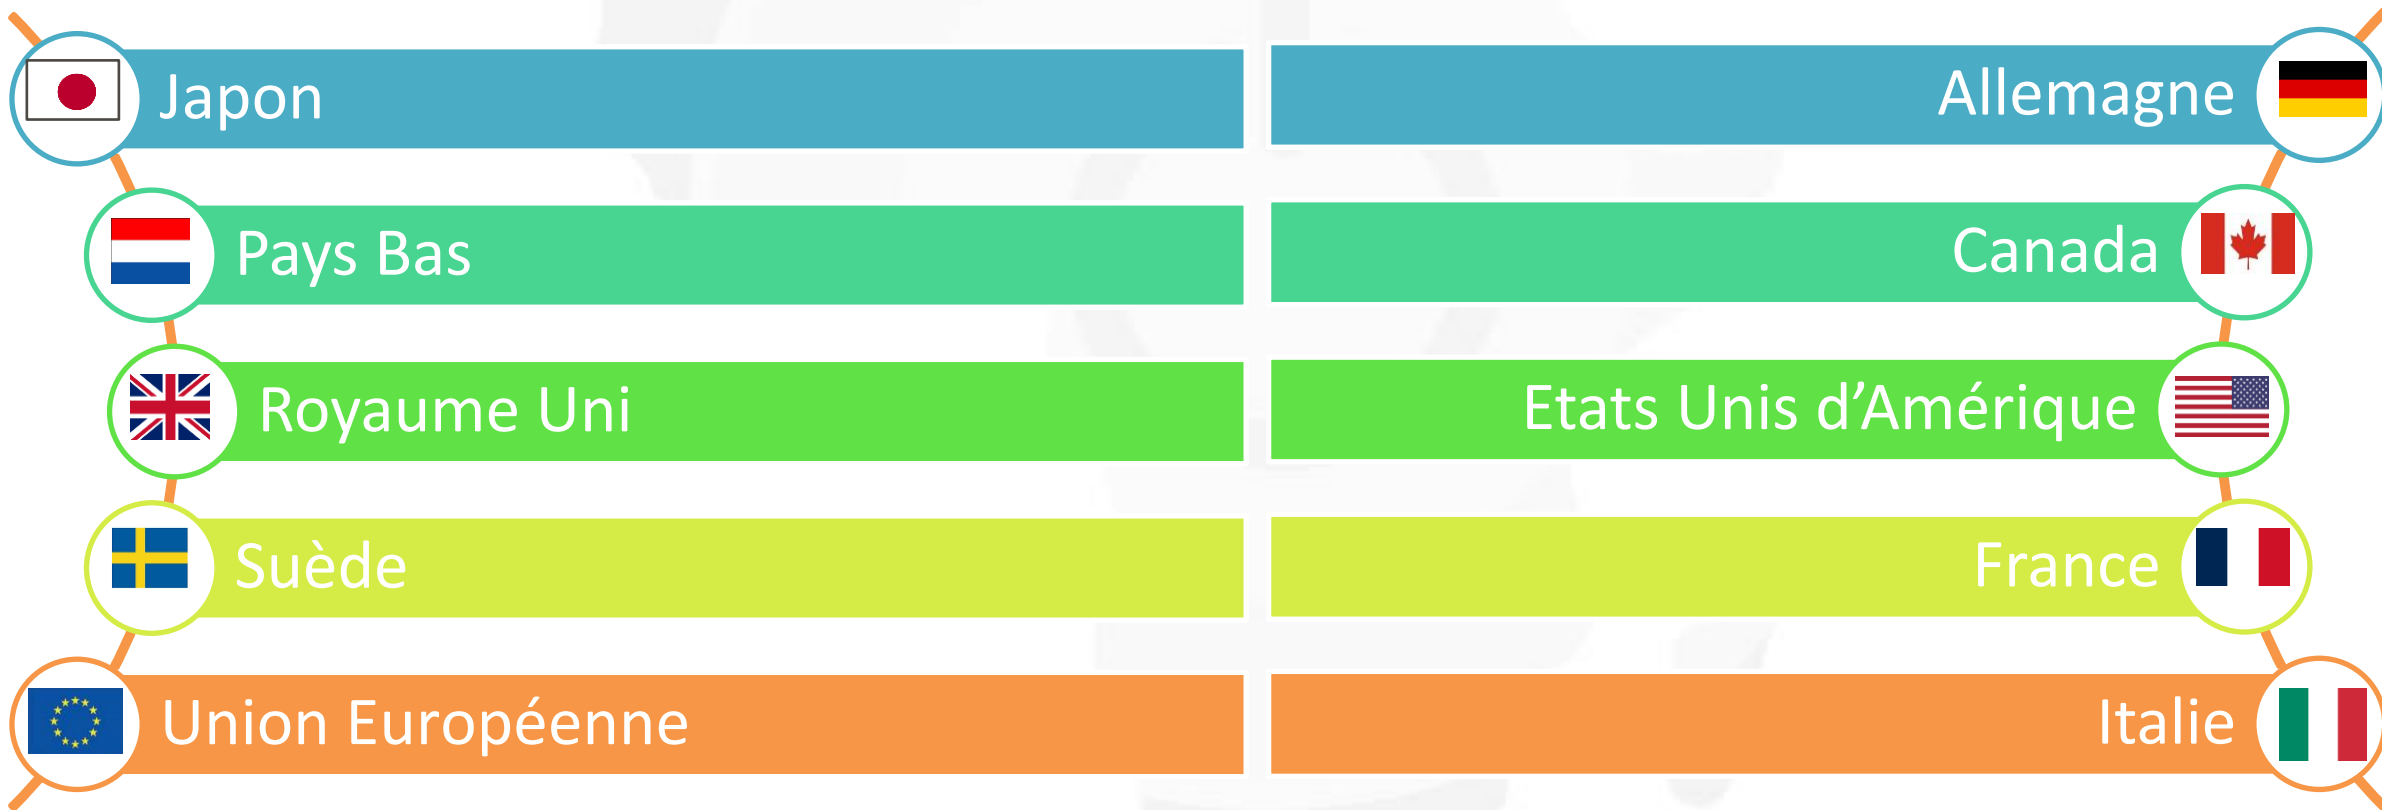 Japon
Pays Bas
Royaume Uni
Suède
Union Européenne
Allemagne
Canada
Etats Unis d’Amérique
France
Italie